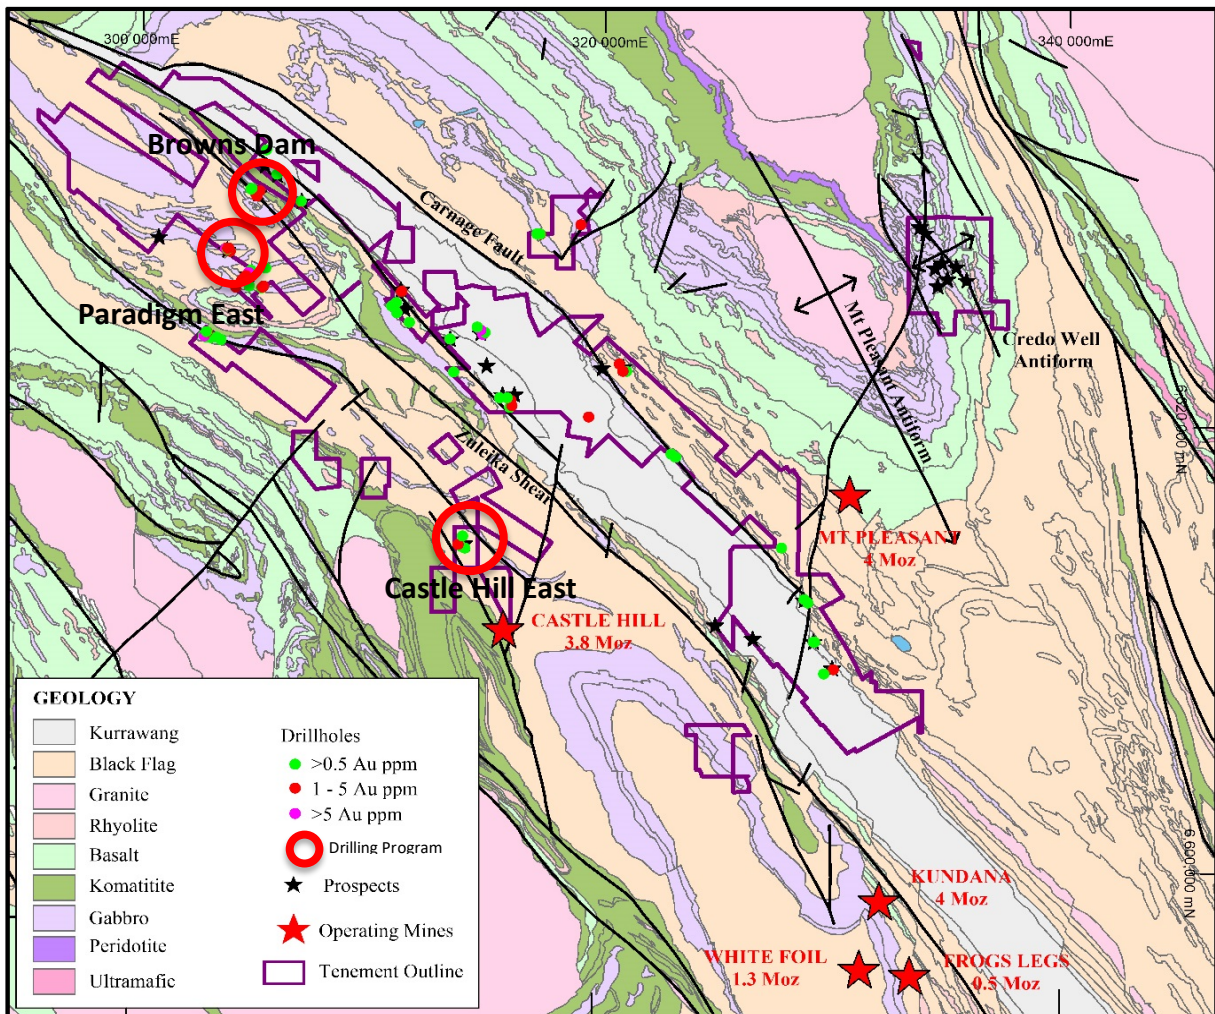 300 000mE
320 000mE
340 000mE
Browns Dam
Carnage Fault
Paradigm East
Mt Pleasant Antiform
Credo Well
Antiform
6 620 000 mN
Zuleika Shear
MT PLEASANT
4 Moz
Castle Hill East
CASTLE HILL
3.8 Moz
GEOLOGY
Kurrawang
Black Flag
Granite
Rhyolite
Basalt
Komatitite
Gabbro
Peridotite
Ultramafic
Drillholes
>0.5 Au ppm
1 - 5 Au ppm
>5 Au ppm
Drilling Program
Prospects
Operating Mines
Tenement Outline
KUNDANA
4 Moz
6 600 000 mN
WHITE FOIL
1.3 Moz
FROGS LEGS
0.5 Moz